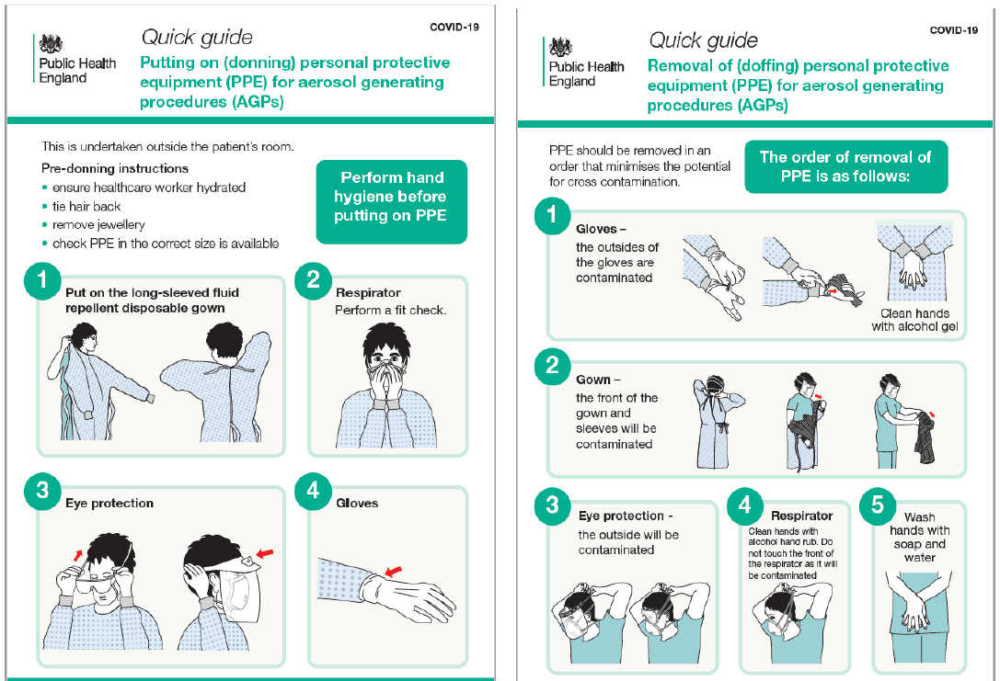 COVID-19
Quick guide
Public Health
England
Putting on (donning) personal protective
equipment (PPE) for aerosol generating
procedures (AGPs)
This is undertaken outside the patient's room.
Pre-donning instructions
• ensure healthcare worker hydrated
• tie hair back
• remove jewellery
• check PPE in the correct size is available
Perform hand
hygiene before
putting on PPE
1
Put on the long-sleeved fluid
repellent disposable gown
2
Respirator
Perform a fit check.
3
Eye protection
4
Gloves
COVID-19
Quick guide
Public Health
England
Removal of (doffing) personal protective
equipment (PPE) for aerosol generating
procedures (AGPs)
PPE should be removed in an
order that minimises the potential
for cross contamination.
The order of removal of
PPE is as follows:
1
Gloves –
the outsides of
the gloves are
contaminated
Clean hands
with alcohol gel
2
Gown –
the front of the
gown and
sleeves will be
contaminated
3
Eye protection -
the outside will be
contaminated
4
Respirator
Clean hands with
alcohol hand rub. Do
not touch the front of
the respirator as it will
be contaminated
5
Wash
hands with
soap and
water